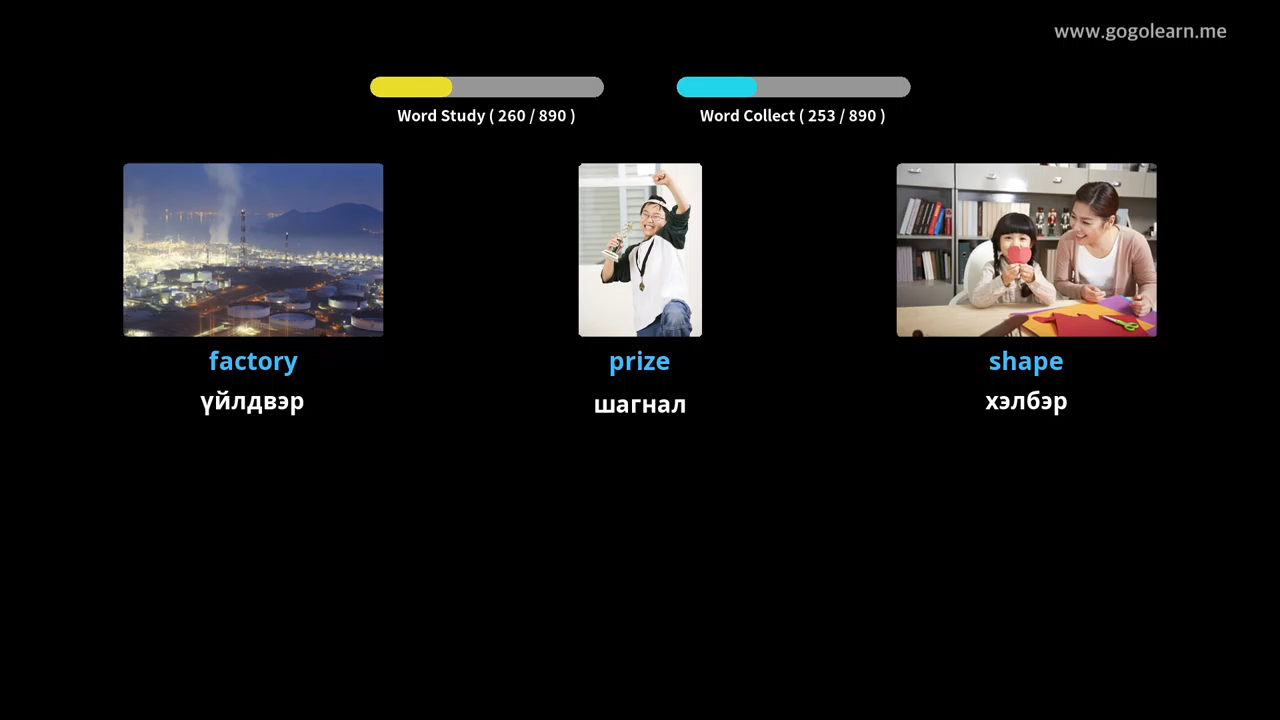 www.gogolearn.me
Word Study ( 260 / 890 )
Word Collect ( 253 / 890 )
factory
prize
shape
үйлдвэр
шагнал
хэлбэр